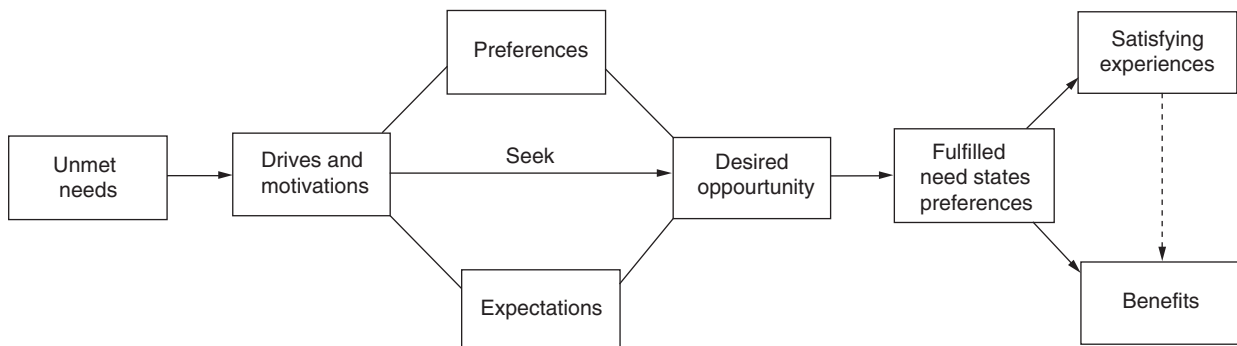 Unmet
needs
Drives and
motivations
Preferences
Seek
Expectations
Desired
oppourtunity
Fulfilled
need states
preferences
Satisfying
experiences
Benefits